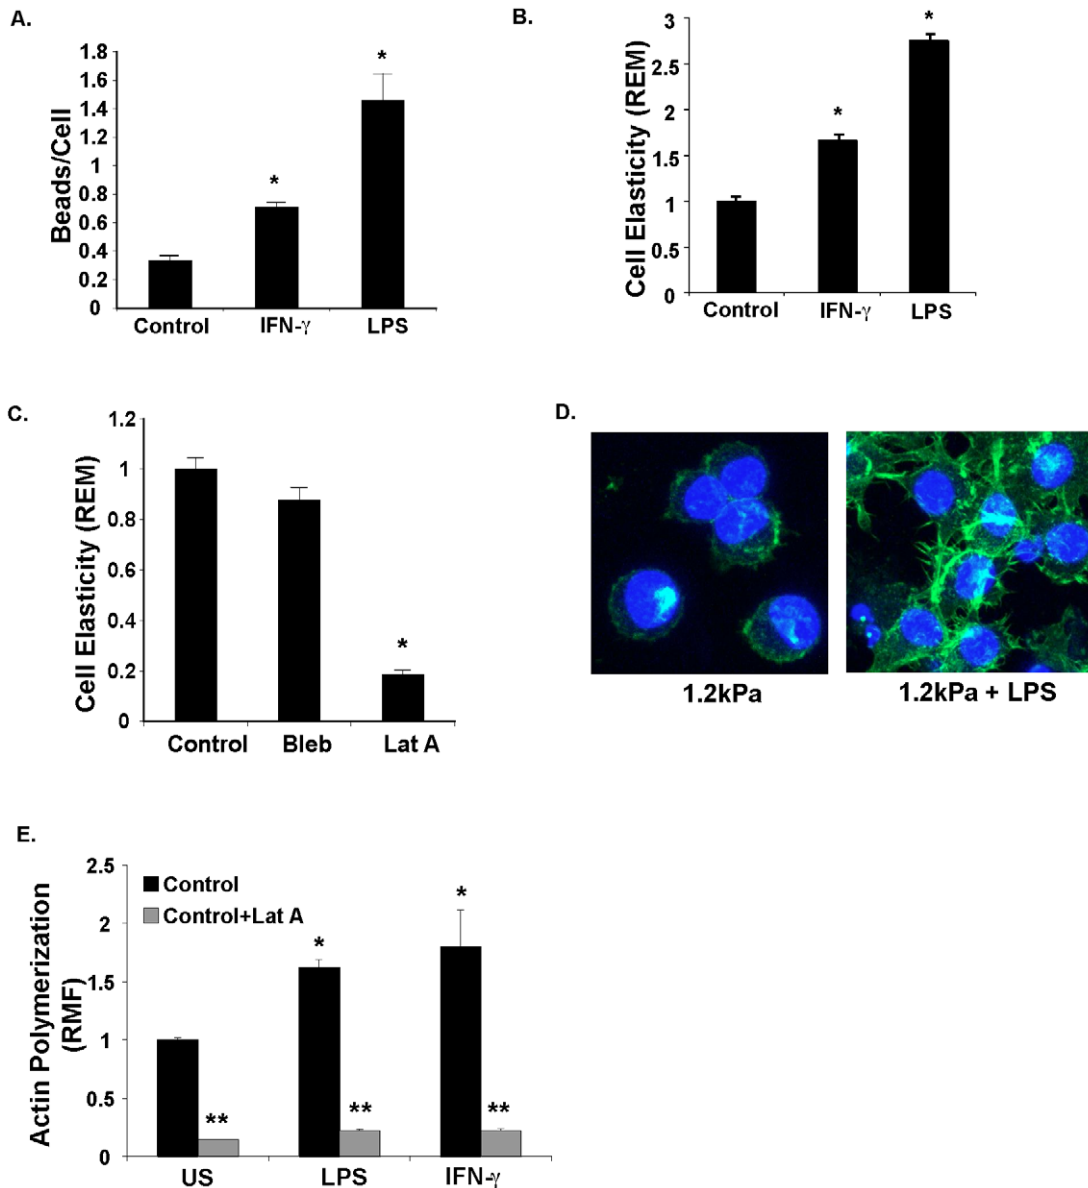 A.
Beads/Cell
1.8
1.6
1.4
1.2
1
0.8
0.6
0.4
0.2
0
*
*
Control IFN-γ LPS
B.
Cell Elasticity (REM)
3
2.5
2
1.5
1
0.5
0
*
*
Control IFN-γ LPS
C.
Cell Elasticity (REM)
1.2
1
0.8
0.6
0.4
0.2
0
*
Control Bleb Lat A
D.
1.2kPa 1.2kPa + LPS
E.
Actin Polymerization
(RMF)
2.5
2
1.5
1
0.5
0
Control
Control+Lat A
*
*
** ** **
US LPS IFN-γ